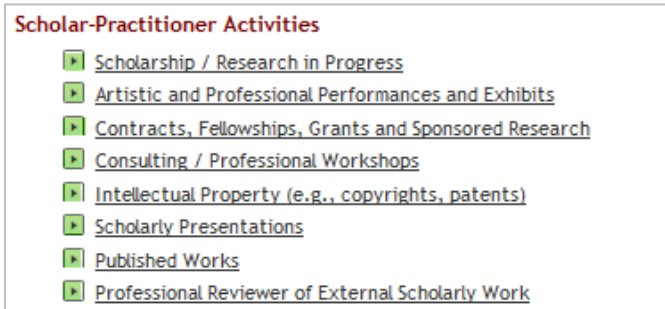 Scholar-Practitioner Activities
Scholarship / Research in Progress
Artistic and Professional Performances and Exhibits
Contracts, Fellowships, Grants and Sponsored Research
Consulting / Professional Workshops
Intellectual Property (e.g., copyrights, patents)
Scholarly Presentations
Published Works
Professional Reviewer of External Scholarly Work